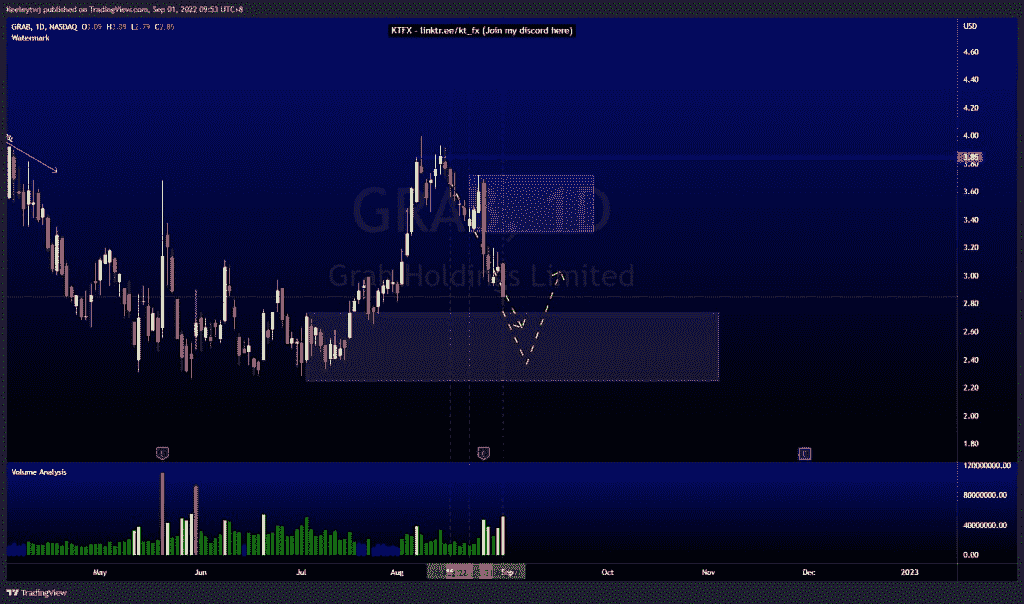 Keeleytwj published on TradingView.com, Sep 01, 2022 09:53 UTC+8
GRAB, 1D, NASDAQ O3.09 H3.09 L2.79 C2.85
Watermark
KTFX - linktr.ee/kt_fx (Join my discord here)
USD
4.60
4.40
4.20
4.00
3.85
3.80
3.60
3.40
3.20
3.00
2.80
2.60
2.40
2.20
2.00
1.80
GRAB, 1D
Grab Holdings Limited
E
E
E
Volume Analysis
120000000.00
80000000.00
40000000.00
0.00
May
Jun
Jul
Aug
Sep
Oct
Nov
Dec
2023
TradingView